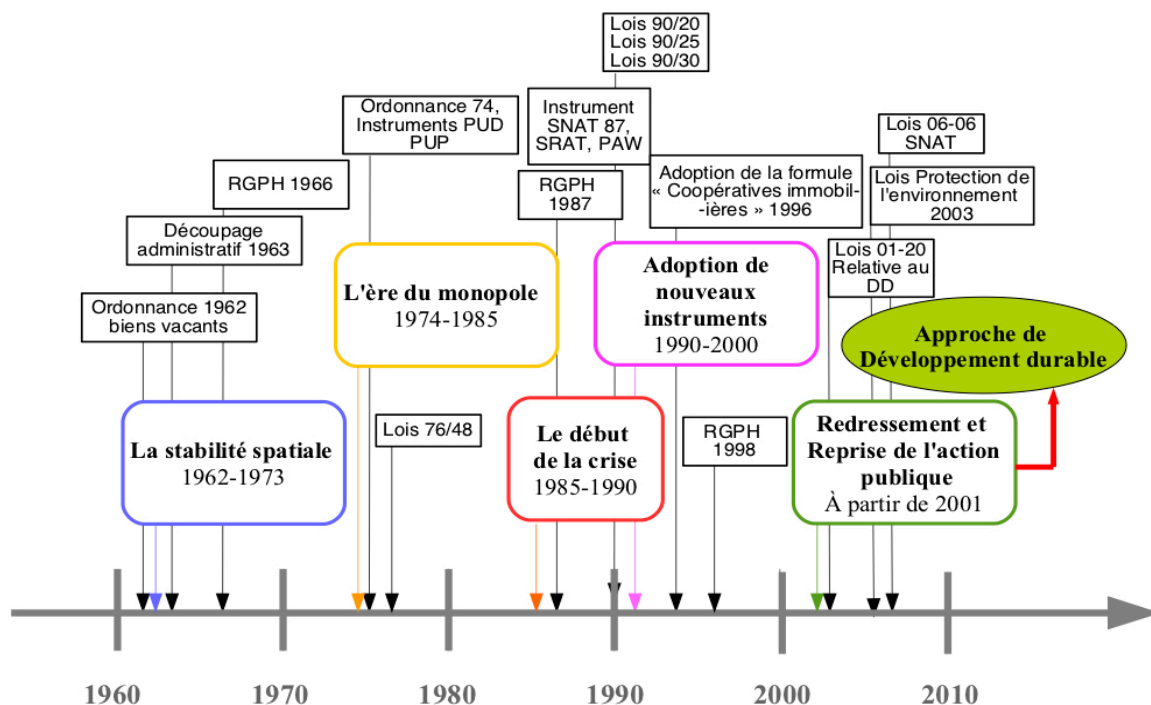 Lois 90/20
Lois 90/25
Lois 90/30
Ordonnance 74,
Instruments PUD
PUP
Instrument
SNAT 87,
SRAT, PAW
Lois 06-06
SNAT
RGPH 1966
RGPH
1987
Adoption de la formule
« Coopératives immobil-
-ières » 1996
Lois Protection de
l'environnement
2003
Découpage
administratif 1963
Lois 01-20
Relative au
DD
Ordonnance 1962
biens vacants
L'ère du monopole
1974-1985
Adoption de
nouveaux
instruments
1990-2000
Approche de
Développement durable
La stabilité spatiale
1962-1973
Lois 76/48
Le début
de la crise
1985-1990
RGPH
1998
Redressement et
Reprise de l'action
publique
À partir de 2001
1960
1970
1980
1990
2000
2010